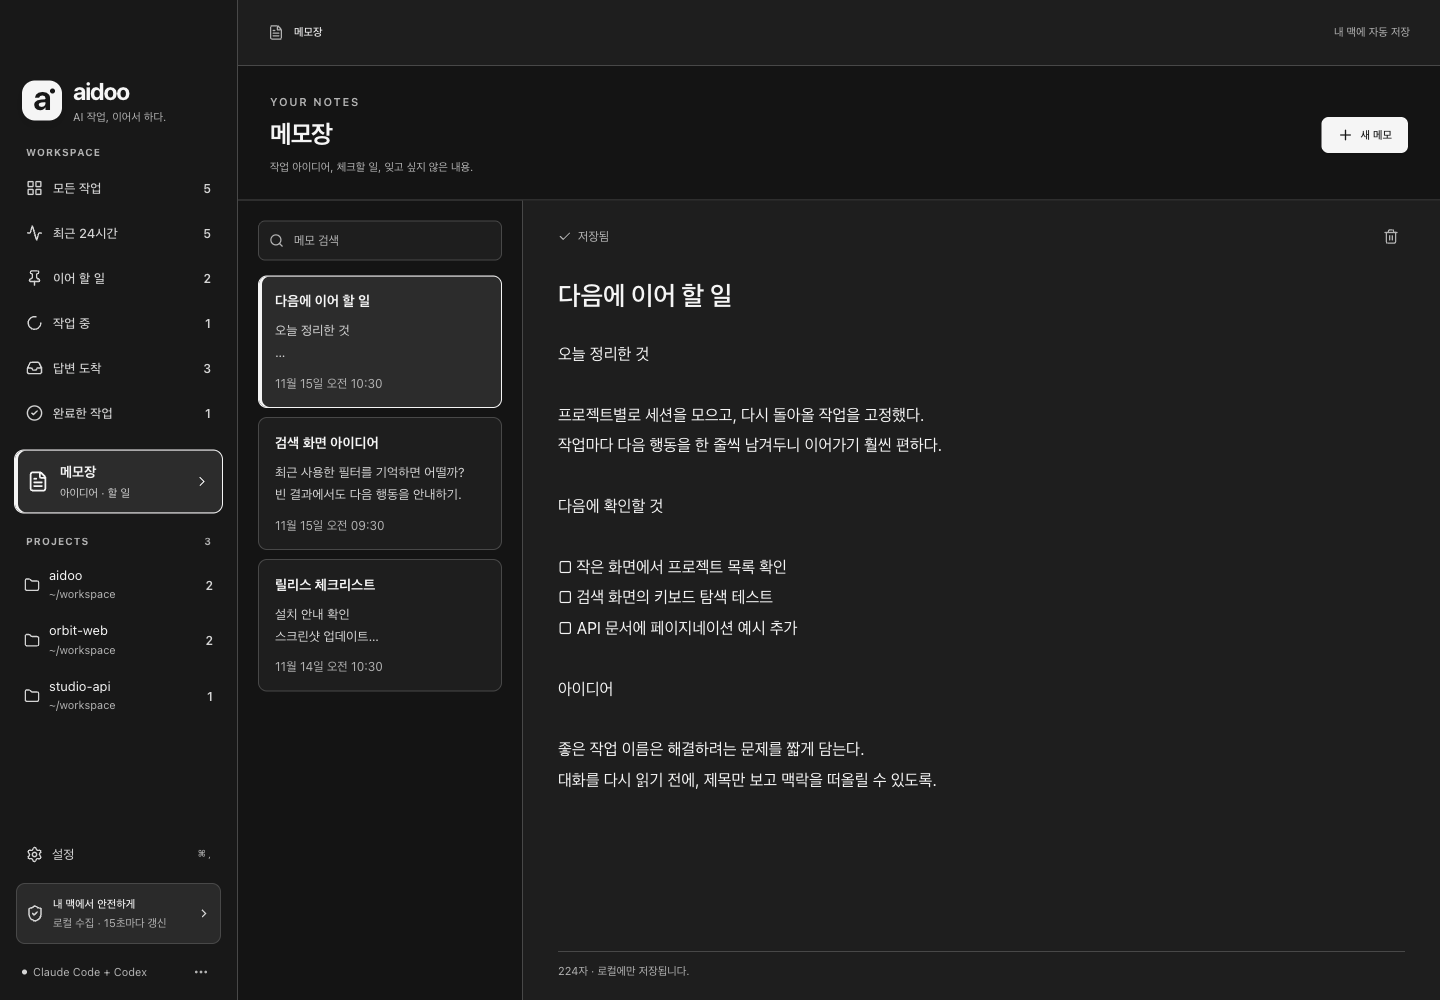 aidoo
AI 작업, 이어서 하다.
WORKSPACE
모든 작업 5
최근 24시간 5
이어 할 일 2
작업 중 1
답변 도착 3
완료한 작업 1
메모장
아이디어 · 할 일
PROJECTS 3
aidoo
~/workspace
2
orbit-web
~/workspace
2
studio-api
~/workspace
1
설정 ⌘ ,
내 맥에서 안전하게
로컬 수집 · 15초마다 갱신
Claude Code + Codex
메모장
내 맥에 자동 저장
YOUR NOTES
메모장
작업 아이디어, 체크할 일, 잊고 싶지 않은 내용.
새 메모
메모 검색
다음에 이어 할 일
오늘 정리한 것
...
11월 15일 오전 10:30
검색 화면 아이디어
최근 사용한 필터를 기억하면 어떨까?
빈 결과에서도 다음 행동을 안내하기.
11월 15일 오전 09:30
릴리스 체크리스트
설치 안내 확인
스크린샷 업데이트...
11월 14일 오전 10:30
저장됨
다음에 이어 할 일
오늘 정리한 것
프로젝트별로 세션을 모으고, 다시 돌아올 작업을 고정했다.
작업마다 다음 행동을 한 줄씩 남겨두니 이어가기 훨씬 편하다.
다음에 확인할 것
☐ 작은 화면에서 프로젝트 목록 확인
☐ 검색 화면의 키보드 탐색 테스트
☐ API 문서에 페이지네이션 예시 추가
아이디어
좋은 작업 이름은 해결하려는 문제를 짧게 담는다.
대화를 다시 읽기 전에, 제목만 보고 맥락을 떠올릴 수 있도록.
224자 · 로컬에만 저장됩니다.